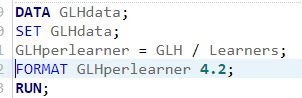 DATA GLHdata;
SET GLHdata;
GLHperlearner = GLH / Learners;
FORMAT GLHperlearner 4.2;
RUN;